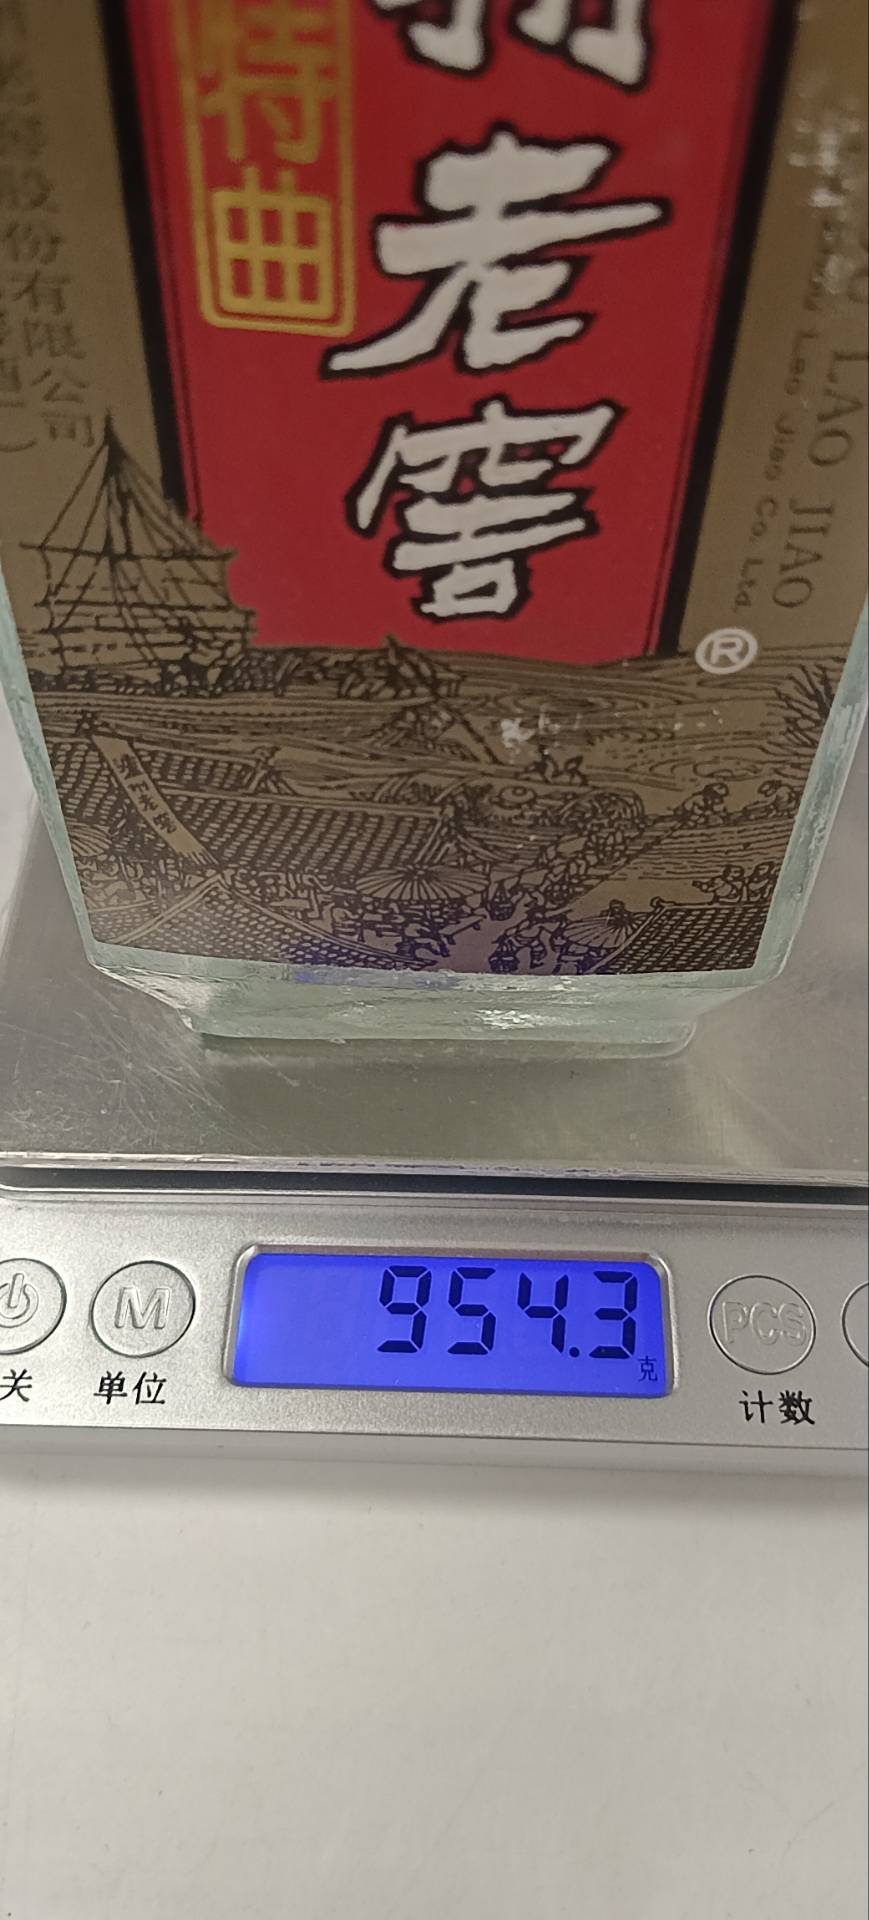 特曲
老窖
股份有限公司
LAO JIAO
Lao Jiao Co. Ltd.
®
954.3
克
M
PCS
关
单位
计数